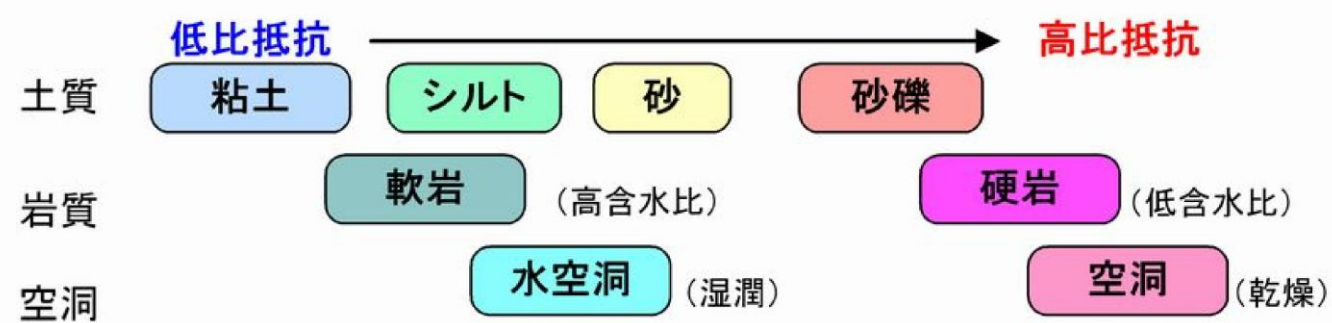 低比抵抗 高比抵抗
土質 粘土 シルト 砂 砂礫
岩質 軟岩 (高含水比) 硬岩 (低含水比)
空洞 水空洞 (湿潤) 空洞 (乾燥)